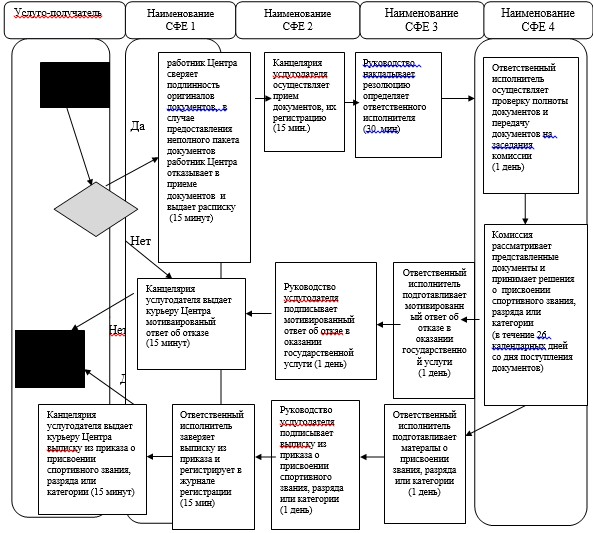 Услуго-получатель
Наименование
СФЕ 1
Наименование
СФЕ 2
Наименование
СФЕ 3
Наименование
СФЕ 4
работник Центра
сверяет
подлинность
оригиналов
документов, в
случае
предоставления
неполного пакета
документов
работник Центра
отказывает в
приеме
документов и
выдает расписку
(15 минут)
Канцелярия
услугодателя
осуществляет
прием
документов, их
регистрацию
(15 мин.)
Руководство
накладывает
резолюцию
определяет
ответственного
исполнителя
(30 мин)
Ответственный
исполнитель
осуществляет
проверку полноты
документов и
передачу
документов на
заседания
комиссии
(1 день)
Да
Нет
Канцелярия
услугодателя выдает
курьеру Центра
мотиваированый
ответ об отказе
(15 минут)
Руководство
услугодателя
подписывает
мотивированный
ответ об отказ в
оказании
государственной
услуги (1 день)
Ответственный
исполнитель
подготавливает
мотивированн
ый ответ об
отказе в
оказании
государственно
й услуги
(1 день)
Комиссия
рассматривает
представленные
документы и
принимает решения
о присвоении
спортивного звания,
разряда или
категории
(в течение 26
календарных дней
со дня поступления
документов)
Нет
Канцелярия
услугодателя выдает
курьеру Центра
выписку из приказа о
присвоении
спортивного звания,
разряда или
категории (15 минут)
Ответственный
исполнитель
заверяет
выписку из
приказа и
регистрирует в
журнале
регистрации
(15 мин)
Руководство
услугодателя
подписывает
выписку из
приказа о
присвоении
спортивного
звания, разряда
или категории
(1 день)
Ответственный
исполнитель
подготавливает
матералы о
присвоении
звания, разряда
или категории
(1 день)